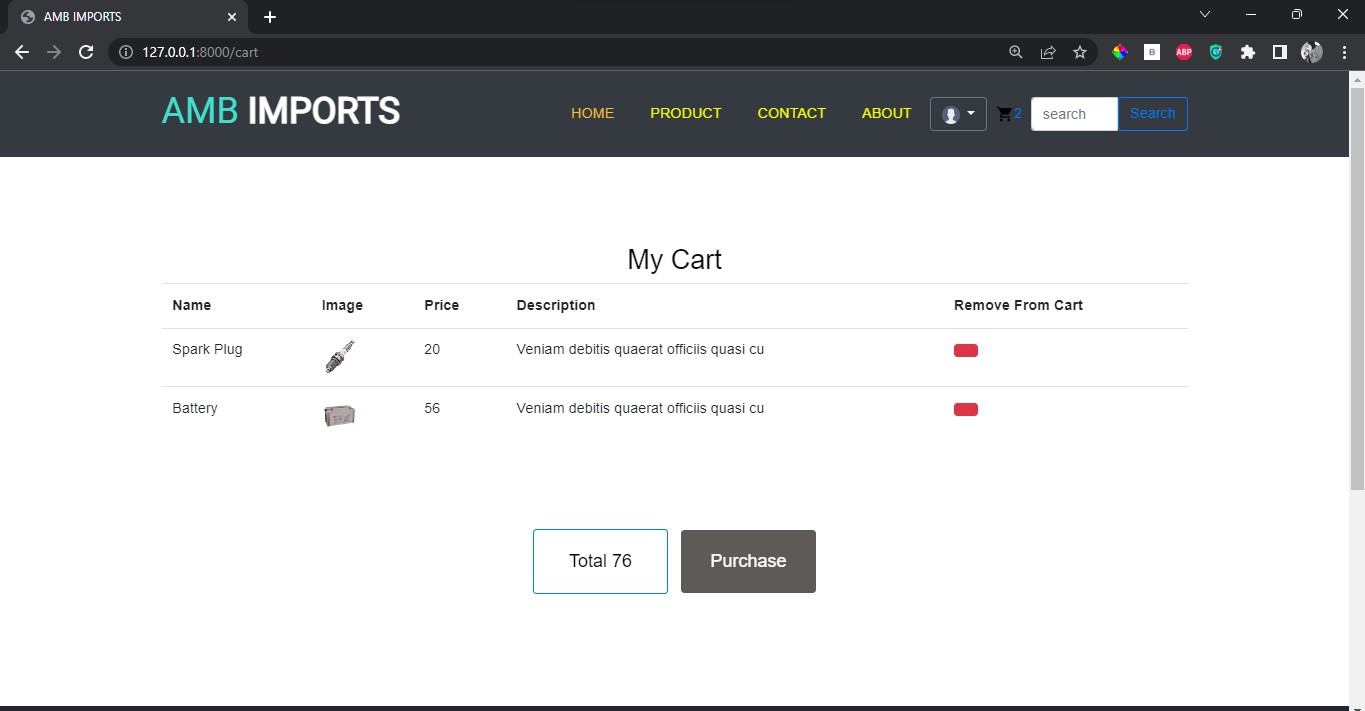 AMB IMPORTS
127.0.0.1:8000/cart
B
ABP
AMB IMPORTS
HOME PRODUCT CONTACT ABOUT 2 search Search
My Cart
Name Image Price Description Remove From Cart
Spark Plug 20 Veniam debitis quaerat officiis quasi cu
Battery 56 Veniam debitis quaerat officiis quasi cu
Total 76 Purchase